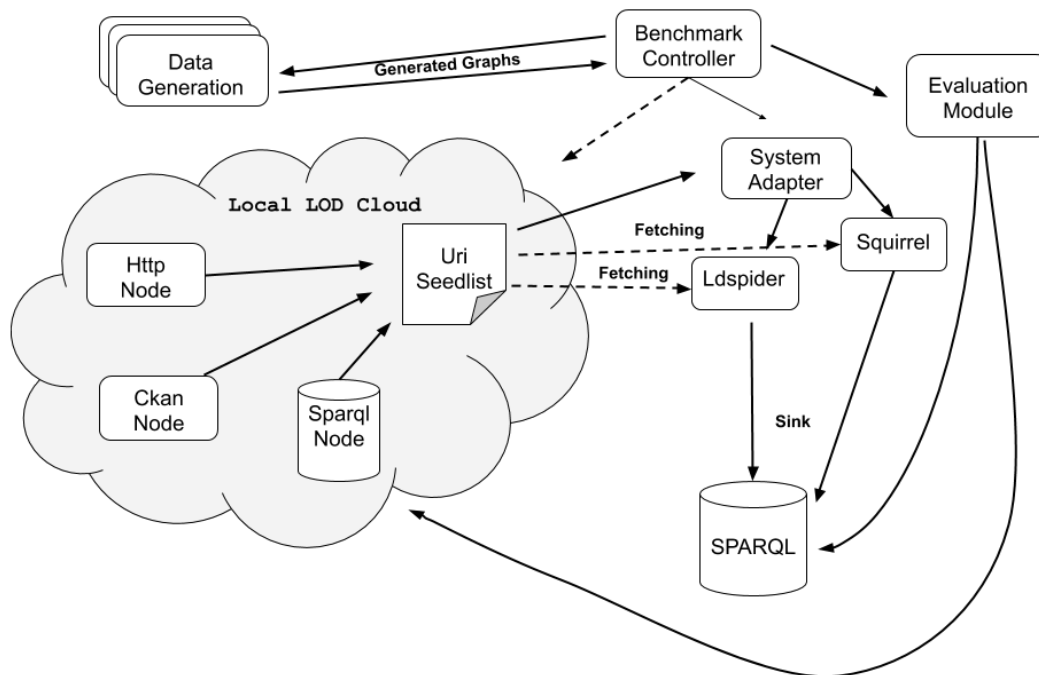 Data
Generation
Generated Graphs
Benchmark
Controller
Evaluation
Module
System
Adapter
Local LOD Cloud
Uri
Seedlist
Fetching
Squirrel
Http
Node
Fetching
Ldspider
Ckan
Node
Sparql
Node
Sink
SPARQL